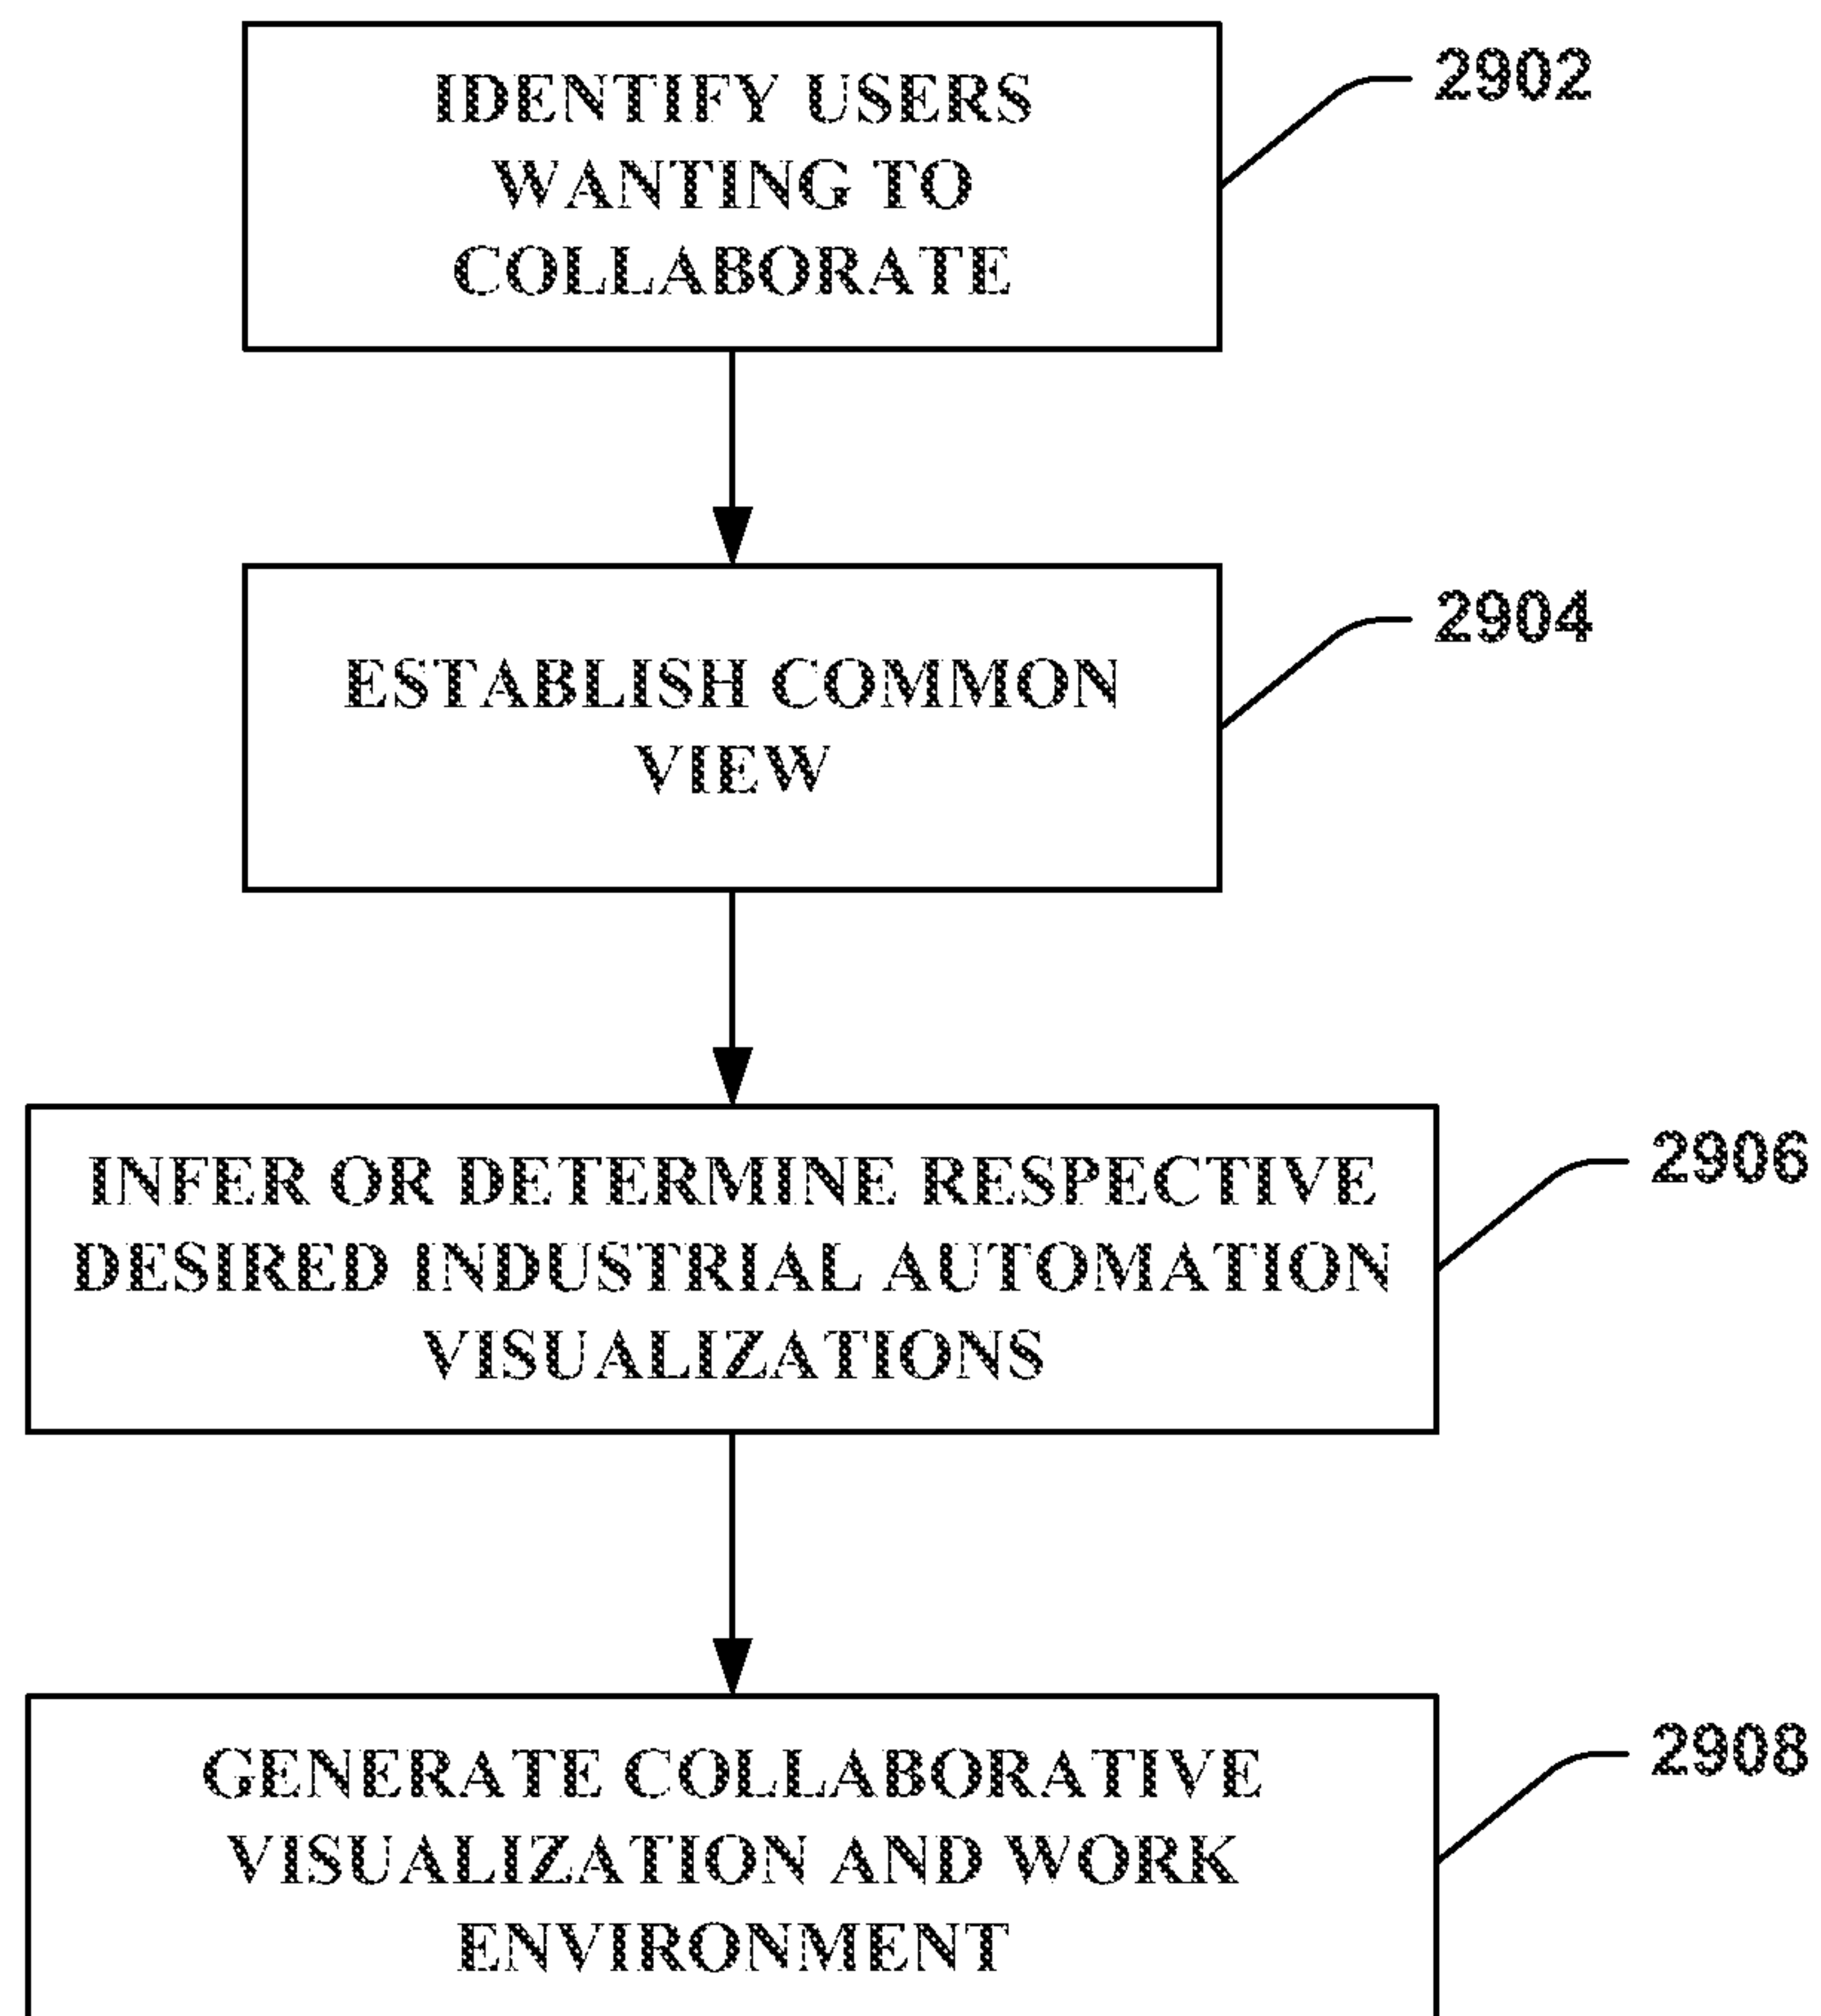 IDENTIFY USERS
WANTING TO
COLLABORATE
2902
ESTABLISH COMMON
VIEW
2904
INFER OR DETERMINE RESPECTIVE
DESIRED INDUSTRIAL AUTOMATION
VISUALIZATIONS
2906
GENERATE COLLABORATIVE
VISUALIZATION AND WORK
ENVIRONMENT
2908